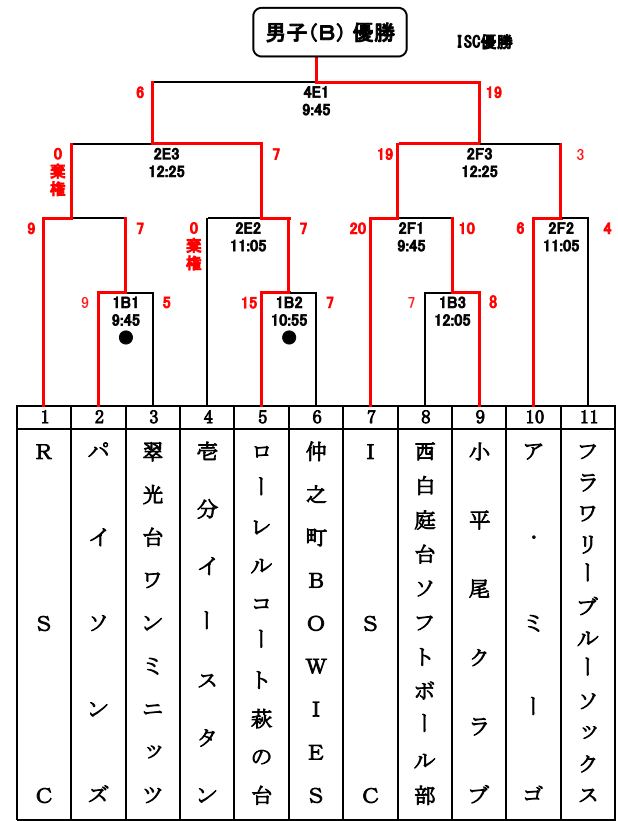 男子（B）優勝
ISC優勝
6
4E1
19
9:45
0
棄権
2E3
7
12:25
19
2F3
3
12:25
9
7
0
棄権
2E2
7
11:05
20
2F1
10
9:45
6
2F2
4
11:05
9
1B1
5
9:45
●
15
1B2
7
10:55
●
7
1B3
8
12:05
1 2 3 4 5 6 7 8 9 10 11
RSC
パイソンズ
翠光台ワンミニッツ
壱分イースタン
ローレルコート萩の台
仲之町BOWIES
ISC
西白庭台ソフトボール部
小平尾クラブ
ア・ミーゴ
フラワリーブルーソックス